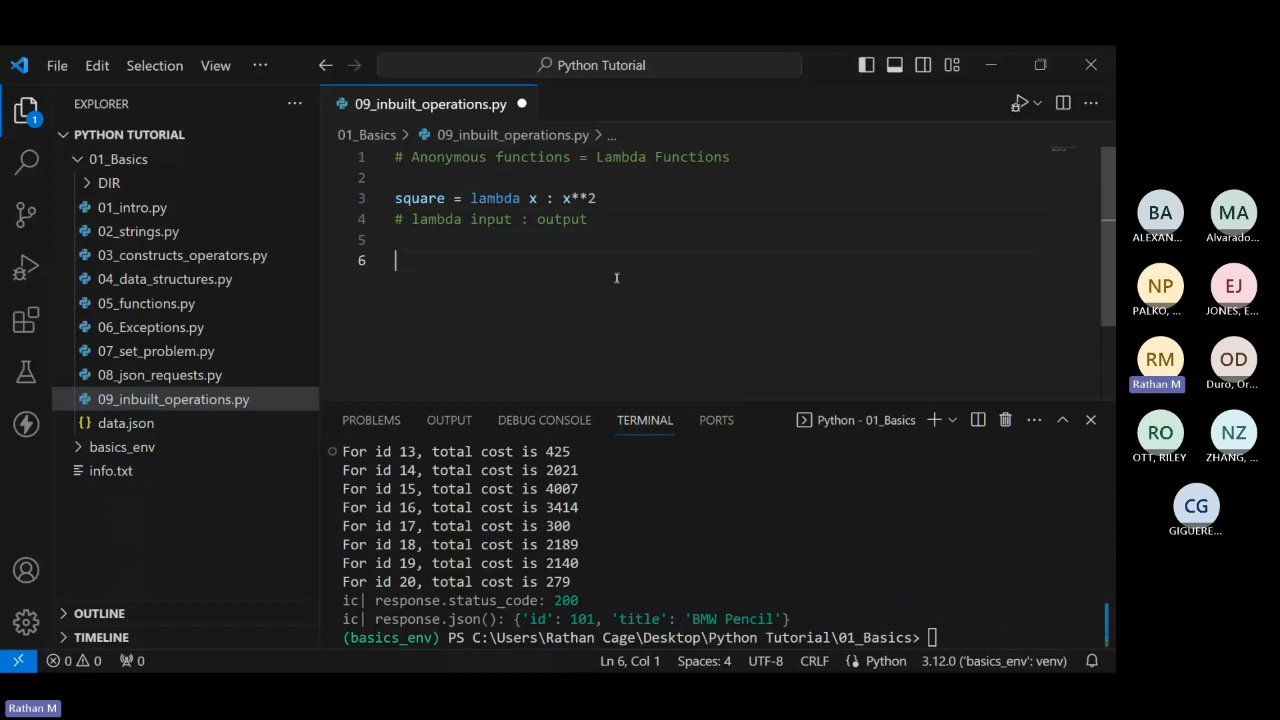 File Edit Selection View ... Python Tutorial
EXPLORER
PYTHON TUTORIAL
01_Basics
DIR
01_intro.py
02_strings.py
03_constructs_operators.py
04_data_structures.py
05_functions.py
06_Exceptions.py
07_set_problem.py
08_json_requests.py
09_inbuilt_operations.py
data.json
basics_env
info.txt
OUTLINE
TIMELINE
1
09_inbuilt_operations.py
01_Basics > 09_inbuilt_operations.py > ...
1 # Anonymous functions = Lambda Functions
2
3 square = lambda x : x**2
4 # lambda input : output
5
6
PROBLEMS OUTPUT DEBUG CONSOLE TERMINAL PORTS Python - 01_Basics
For id 13, total cost is 425
For id 14, total cost is 2021
For id 15, total cost is 4007
For id 16, total cost is 3414
For id 17, total cost is 300
For id 18, total cost is 2189
For id 19, total cost is 2140
For id 20, total cost is 279
ic| response.status_code: 200
ic| response.json(): {'id': 101, 'title': 'BMW Pencil'}
(basics_env) PS C:\Users\Rathan Cage\Desktop\Python Tutorial\01_Basics>
0 0 0 Ln 6, Col 1 Spaces: 4 UTF-8 CRLF Python 3.12.0 ('basics_env': venv)
BA MA
ALEXAN... Alvarado...
NP EJ
PALKO, ... JONES, E...
RM OD
Rathan M Duro, Or...
RO NZ
OTT, RILEY ZHANG, ...
CG
GIGUERE...
Rathan M